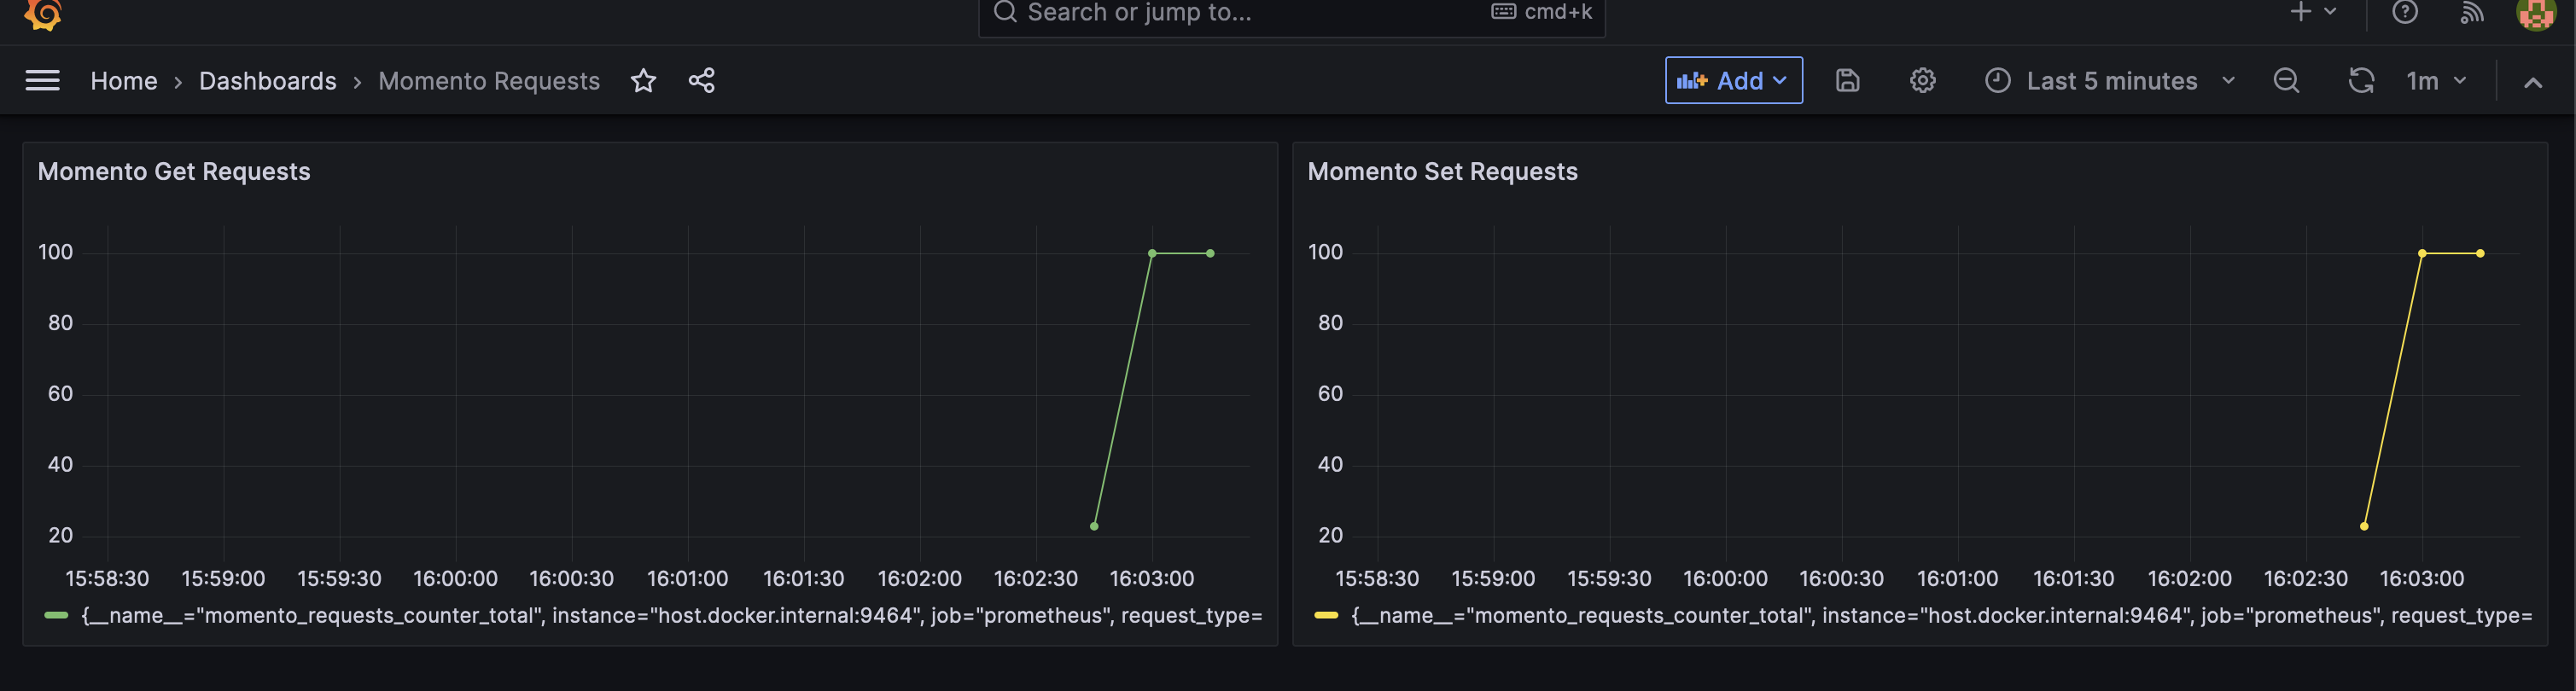 Search or jump to... cmd+k
Home › Dashboards › Momento Requests Add Last 5 minutes 1m
Momento Get Requests
100
80
60
40
20
15:58:30 15:59:00 15:59:30 16:00:00 16:00:30 16:01:00 16:01:30 16:02:00 16:02:30 16:03:00
{__name__="momento_requests_counter_total", instance="host.docker.internal:9464", job="prometheus", request_type=
Momento Set Requests
100
80
60
40
20
15:58:30 15:59:00 15:59:30 16:00:00 16:00:30 16:01:00 16:01:30 16:02:00 16:02:30 16:03:00
{__name__="momento_requests_counter_total", instance="host.docker.internal:9464", job="prometheus", request_type=